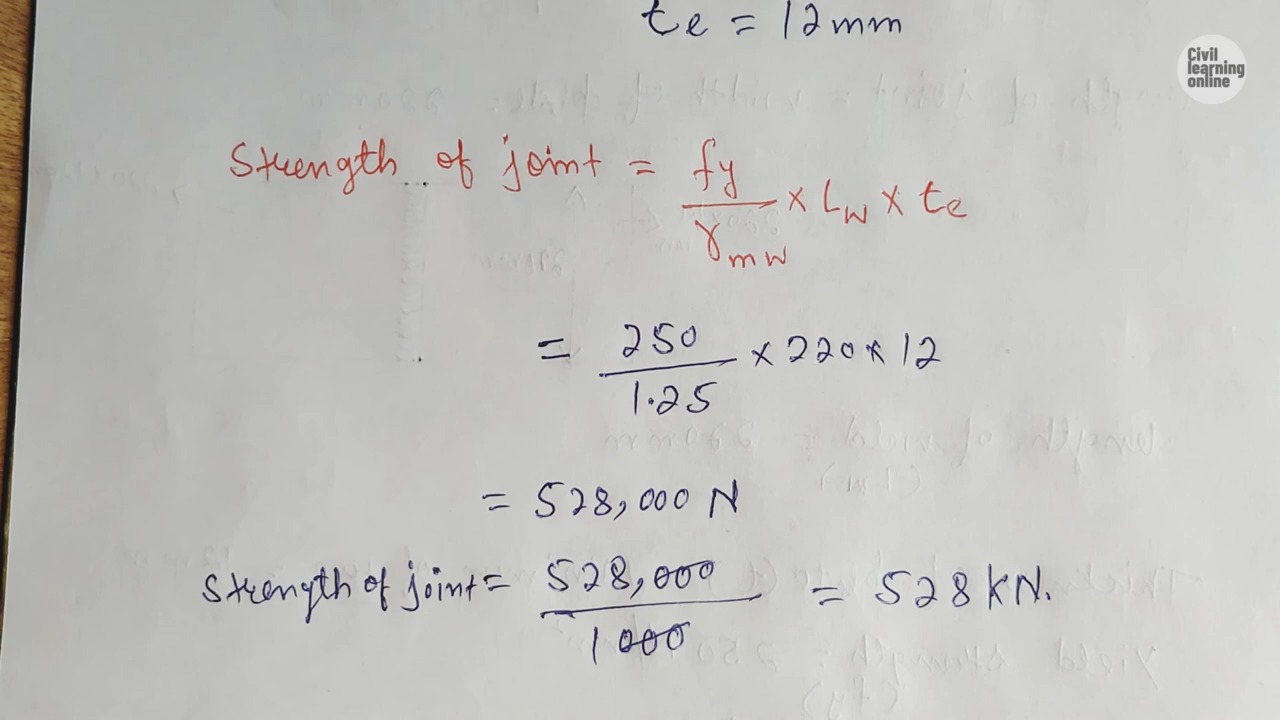 te = 12mm
Civil
learning
online
Strength of joint = fy / γmw × Lw × te
= 250 / 1.25 × 220 × 12
= 528,000 N
Strength of joint = 528,000 / 1000 = 528 kN.